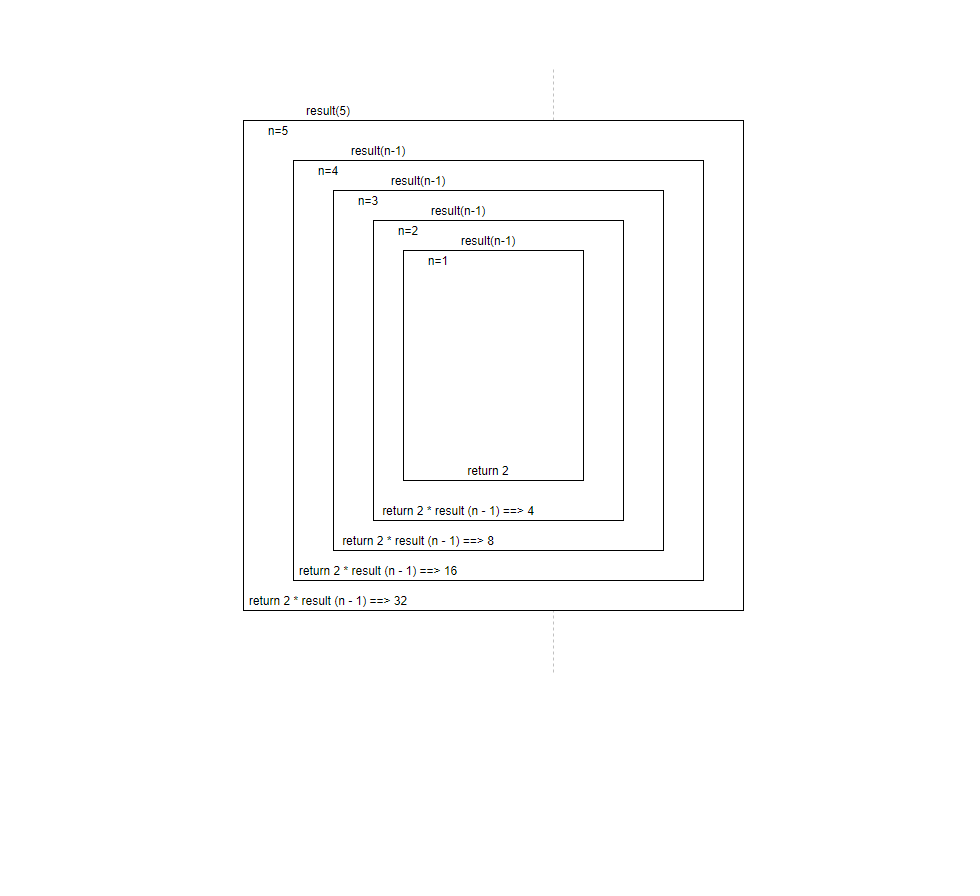 result(5)
n=5
result(n-1)
n=4
result(n-1)
n=3
result(n-1)
n=2
result(n-1)
n=1
return 2
return 2 * result (n - 1) ==> 4
return 2 * result (n - 1) ==> 8
return 2 * result (n - 1) ==> 16
return 2 * result (n - 1) ==> 32